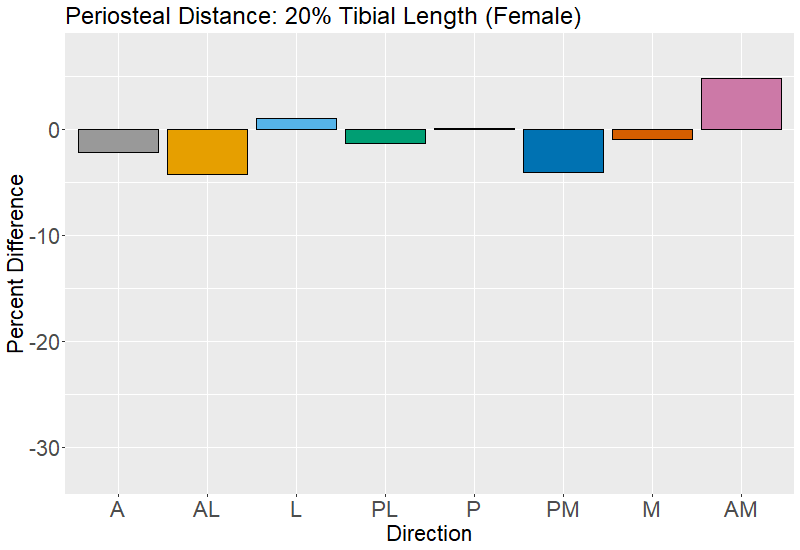 Periosteal Distance: 20% Tibial Length (Female)
Percent Difference
0
-10
-20
-30
A AL L PL P PM M AM
Direction